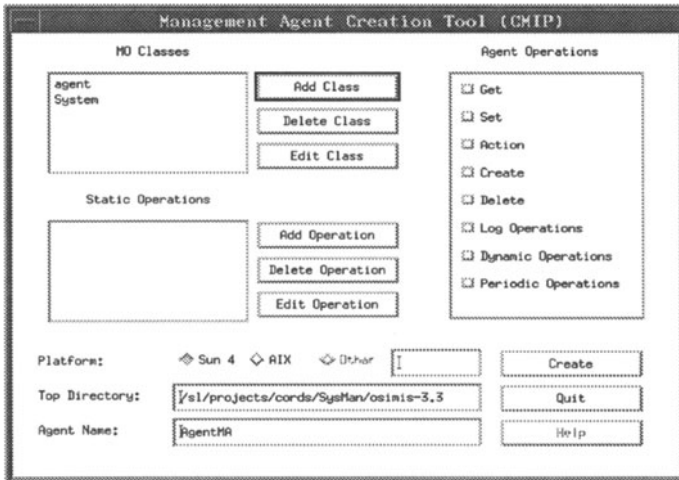 Management Agent Creation Tool (CMIP)
MO Classes
agent
System
Add Class
Delete Class
Edit Class
Static Operations
Add Operation
Delete Operation
Edit Operation
Agent Operations
Get
Set
Action
Create
Delete
Log Operations
Dynamic Operations
Periodic Operations
Platform: Sun 4 AIX Other
Create
Top Directory: /sl/projects/cords/SysMan/osimis-3.3
Quit
Agent Name: AgentMA
Help